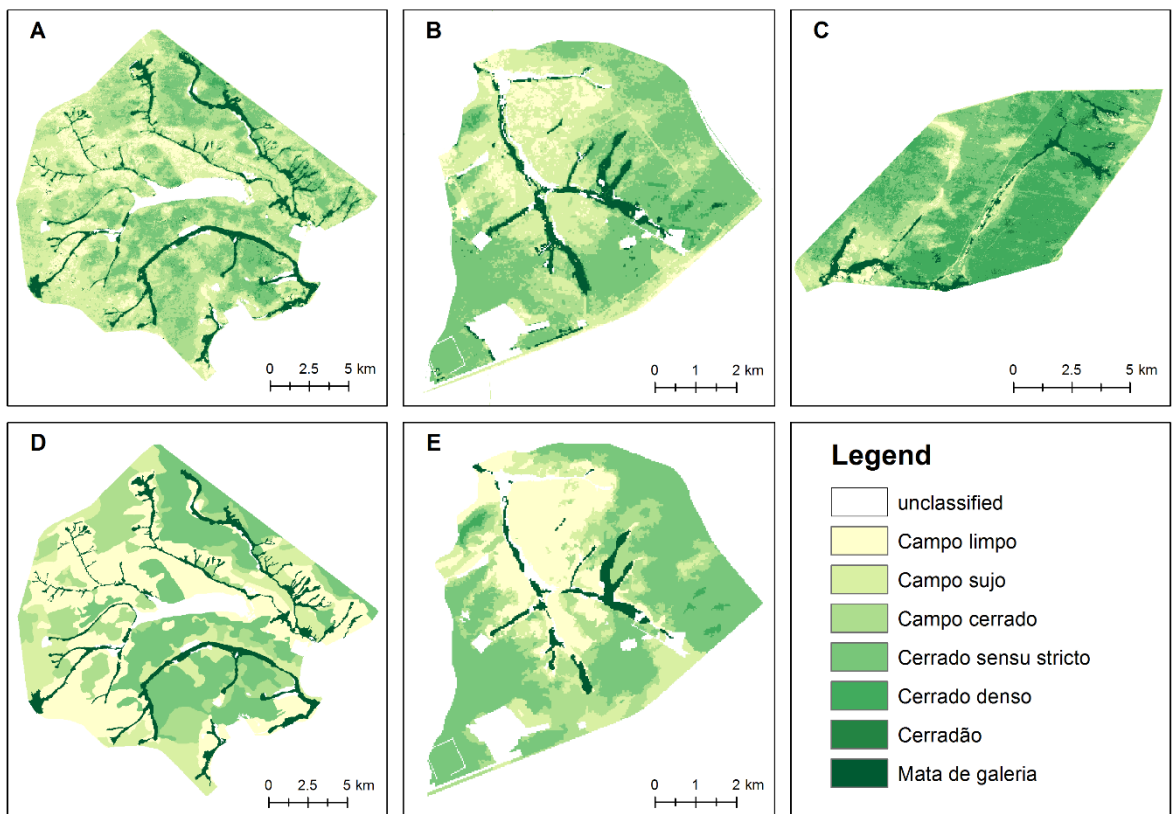 A
0 2.5 5 km
B
0 1 2 km
C
0 2.5 5 km
D
0 2.5 5 km
E
0 1 2 km
Legend
unclassified
Campo limpo
Campo sujo
Campo cerrado
Cerrado sensu stricto
Cerrado denso
Cerradão
Mata de galeria